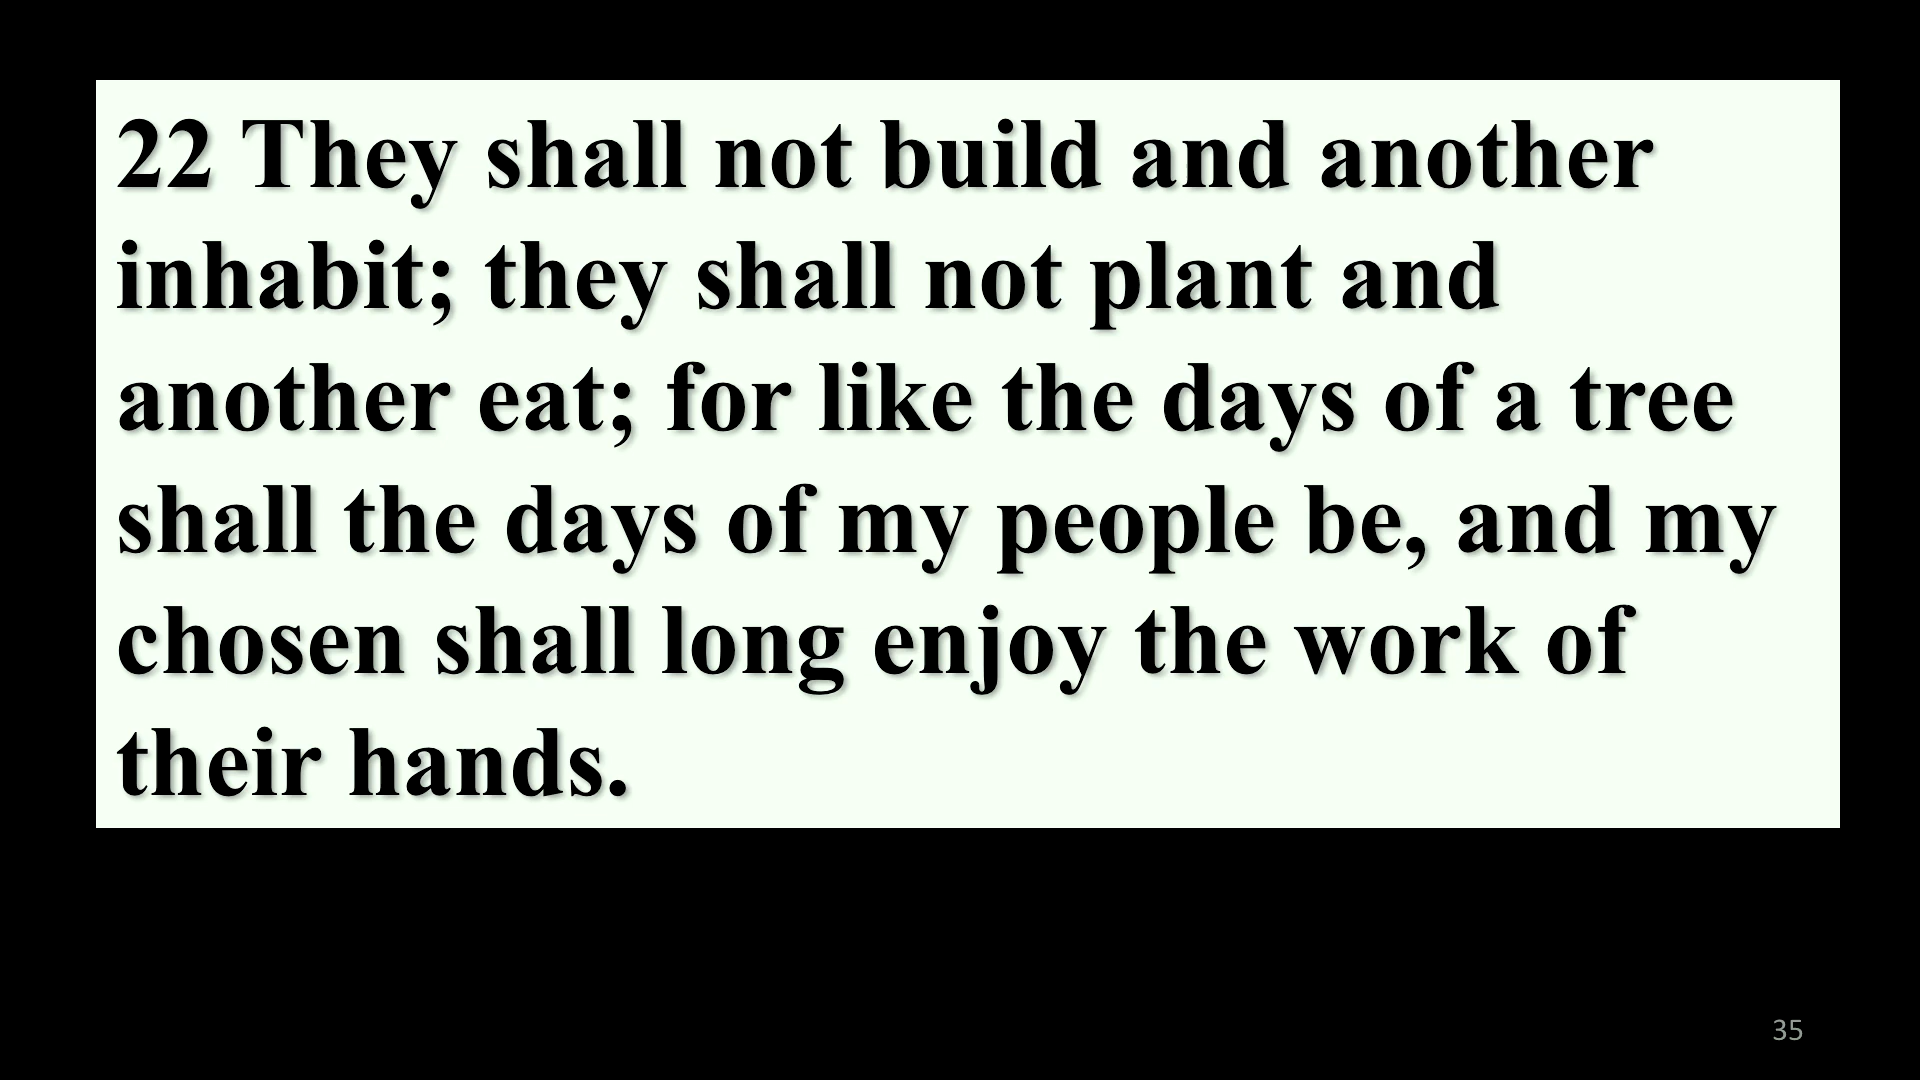 22 They shall not build and another
inhabit; they shall not plant and
another eat; for like the days of a tree
shall the days of my people be, and my
chosen shall long enjoy the work of
their hands.
35